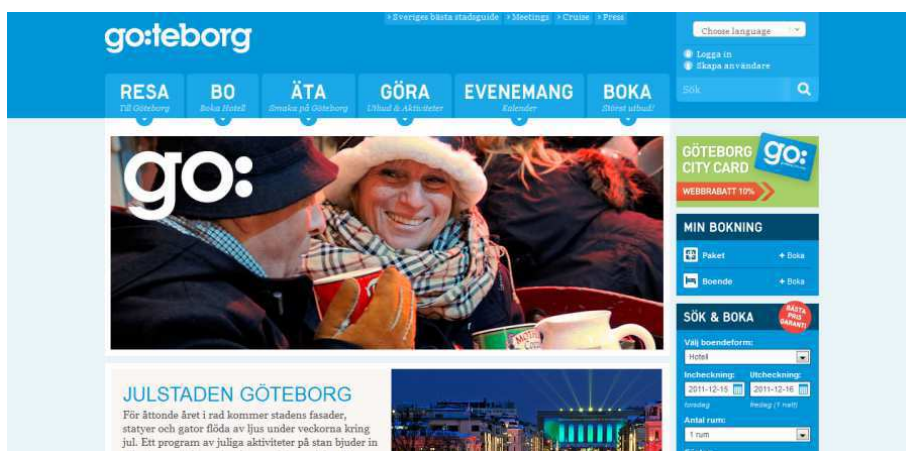 go:teborg
› Sveriges bästa stadsguide › Meetings › Cruise › Press
Choose language
Logga in
Skapa användare
Sök
RESA
Till Göteborg
BO
Boka Hotell
ÄTA
Smaka på Göteborg
GÖRA
Utbud & Aktiviteter
EVENEMANG
Kalender
BOKA
Störst utbud!
go:
GÖTEBORG
CITY CARD
go:
WEBBRABATT 10%
MIN BOKNING
Paket + Boka
Boende + Boka
SÖK & BOKA
BÄSTA
PRIS
GARANTI
Välj boendeform:
Hotell
Incheckning: Utcheckning:
2011-12-15 2011-12-16
torsdag fredag (1 natt)
Antal rum:
1 rum
JULSTADEN GÖTEBORG
För åttonde året i rad kommer stadens fasader,
statyer och gator flöda av ljus under veckorna kring
jul. Ett program av juliga aktiviteter på stan bjuder in